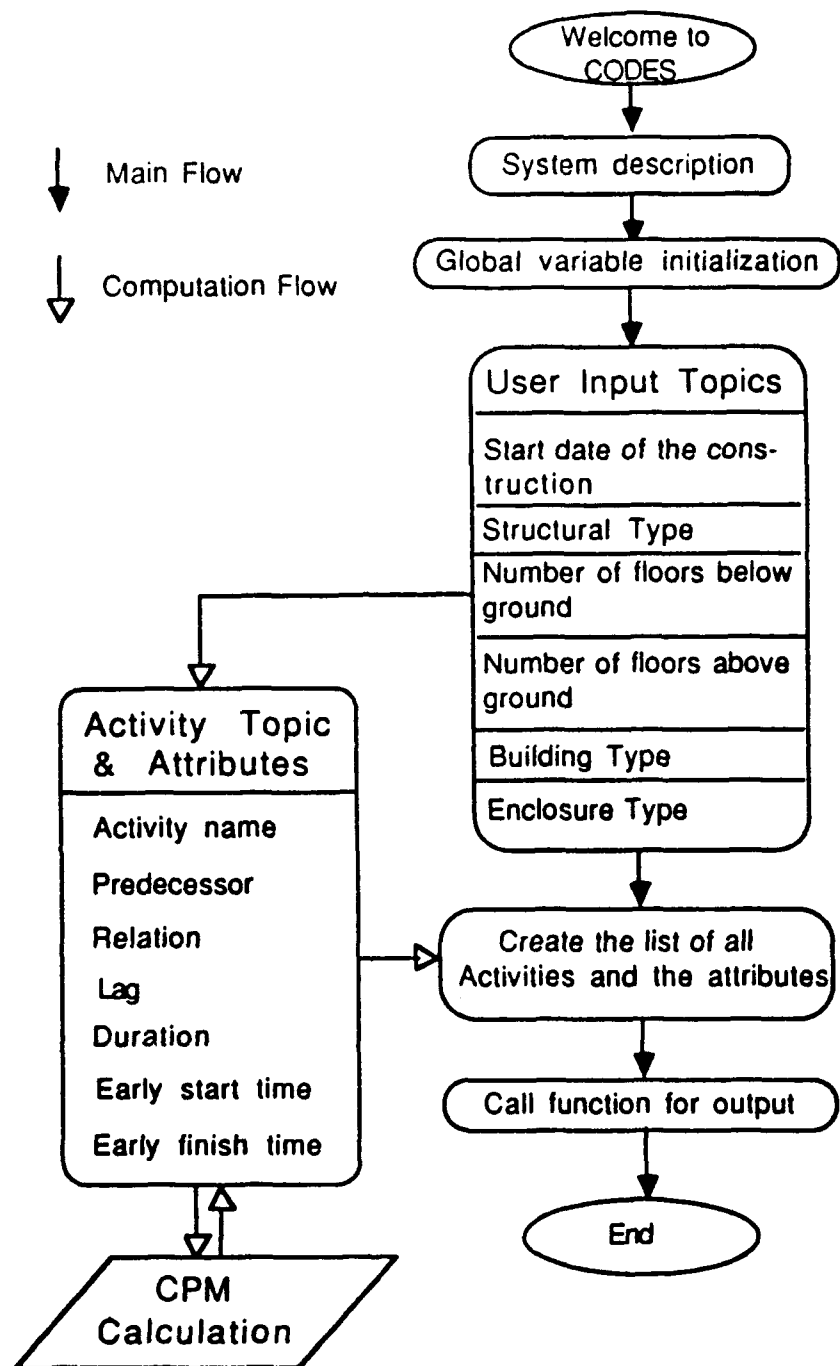 Welcome to
CODES
System description
Main Flow
Global variable initialization
Computation Flow
User Input Topics
Start date of the cons-
truction
Structural Type
Number of floors below
ground
Number of floors above
ground
Building Type
Enclosure Type
Activity Topic
& Attributes
Activity name
Predecessor
Relation
Lag
Duration
Early start time
Early finish time
Create the list of all
Activities and the attributes
Call function for output
End
CPM
Calculation